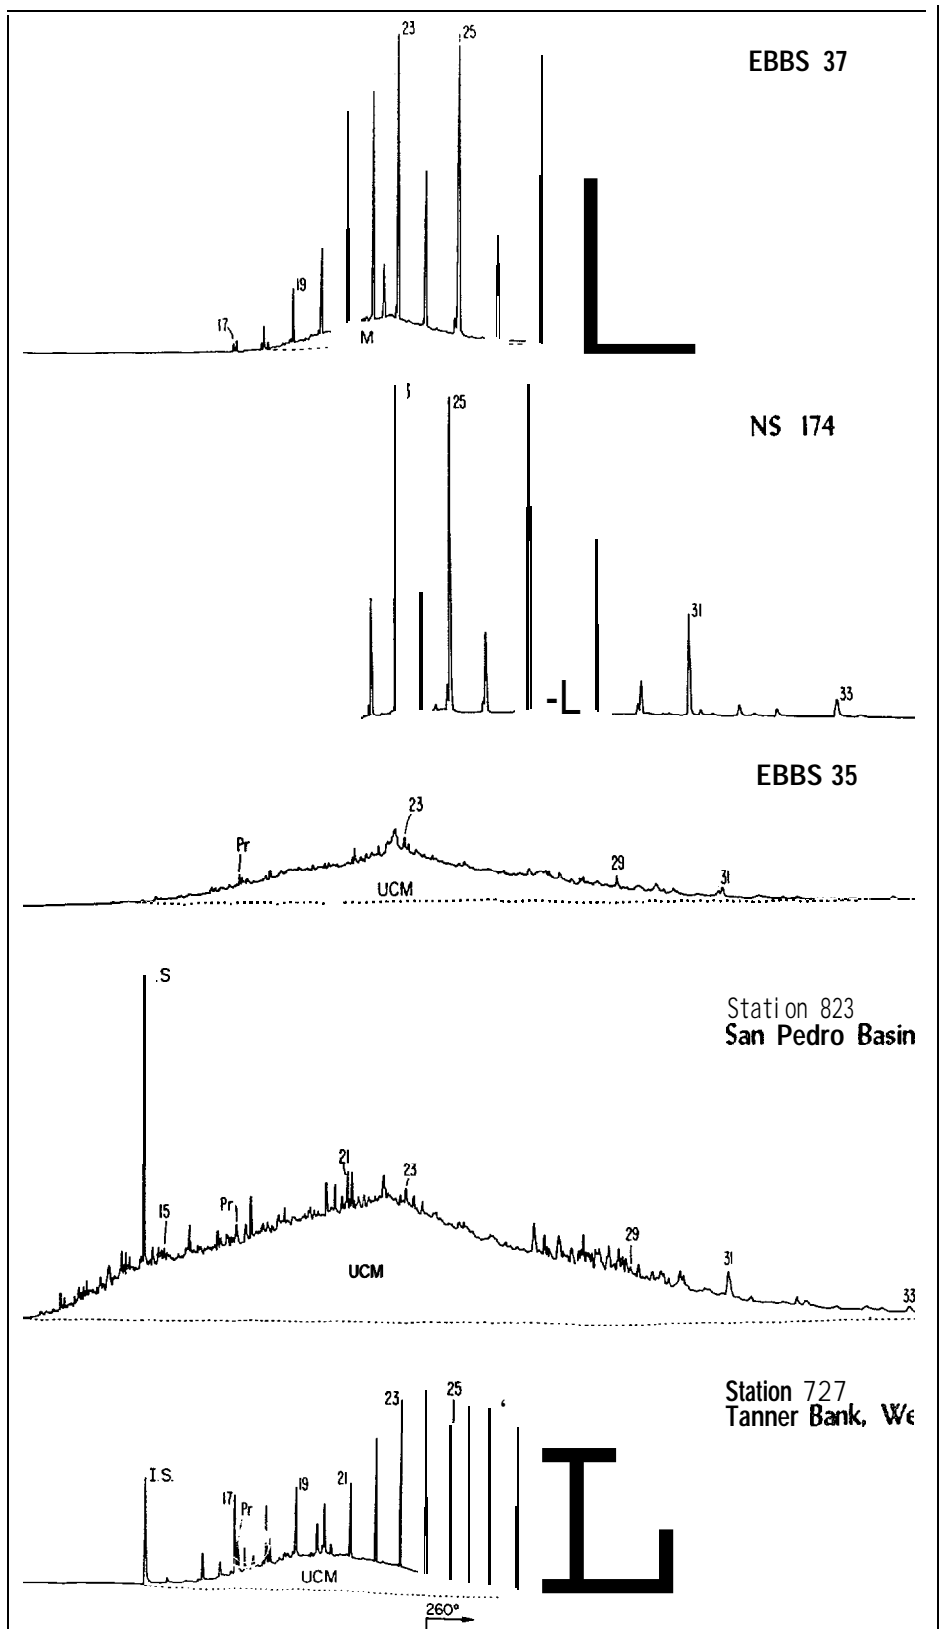 23
25
EBBS 37
19
17
M
25
NS 174
31
33
EBBS 35
23
Pr
29
31
UCM
.S
Station 823
San Pedro Basin
21
23
Pr
15
29
UCM
31
33
Station 727
Tanner Bank, We
25
23
I.S.
21
19
17
Pr
UCM
260°